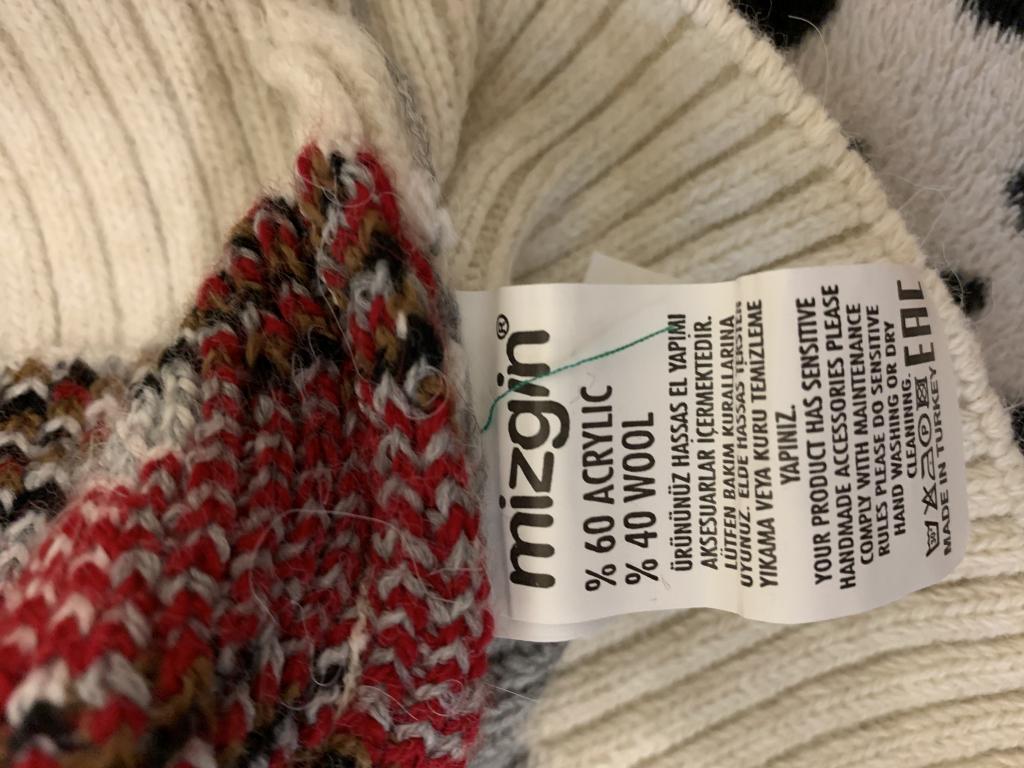 mizgin®
% 60 ACRYLIC
% 40 WOOL
ÜRÜNÜNÜZ HASSAS EL YAPIMI
AKSESUARLAR İÇERMEKTEDİR.
LÜTFEN BAKIM KURALLARINA
UYUNUZ. ELDE HASSAS TERSTEN
YIKAMA VEYA KURU TEMİZLEME
YAPINIZ.
YOUR PRODUCT HAS SENSITIVE
HANDMADE ACCESSORIES PLEASE
COMPLY WITH MAINTENANCE
RULES PLEASE DO SENSITIVE
HAND WASHING OR DRY
CLEANING.
30° P EAC
MADE IN TURKEY